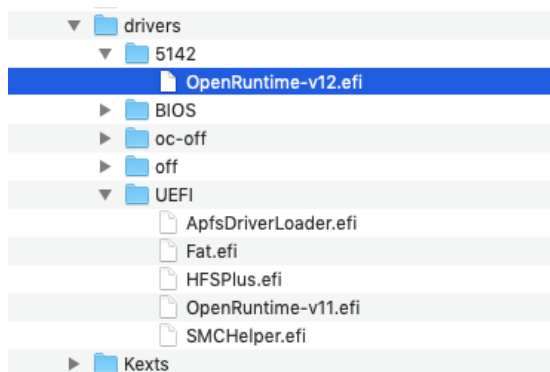 drivers
5142
OpenRuntime-v12.efi
BIOS
oc-off
off
UEFI
ApfsDriverLoader.efi
Fat.efi
HFSPlus.efi
OpenRuntime-v11.efi
SMCHelper.efi
Kexts